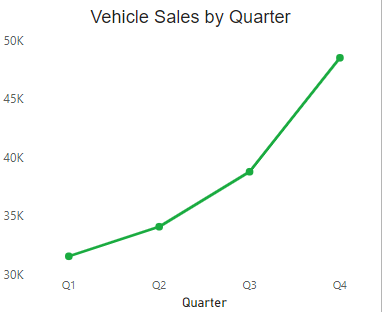 Vehicle Sales by Quarter
50K
45K
40K
35K
30K
Q1 Q2 Q3 Q4
Quarter